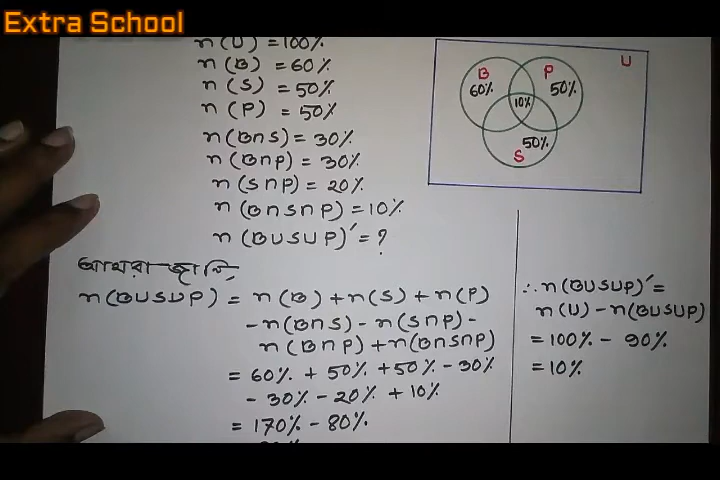 Extra School
n(U) = 100%
n(B) = 60%
n(S) = 50%
n(P) = 50%
n(B∩S) = 30%
n(B∩P) = 30%
n(S∩P) = 20%
n(B∩S∩P) = 10%
n(B∪S∪P)′ = ?
U
B P
60% 50%
10%
50%
S
আমরা জানি,
n(B∪S∪P) = n(B) + n(S) + n(P)
- n(B∩S) - n(S∩P) -
n(B∩P) + n(B∩S∩P)
= 60% + 50% + 50% - 30%
- 30% - 20% + 10%
= 170% - 80%
∴ n(B∪S∪P)′ =
n(U) - n(B∪S∪P)
= 100% - 90%
= 10%